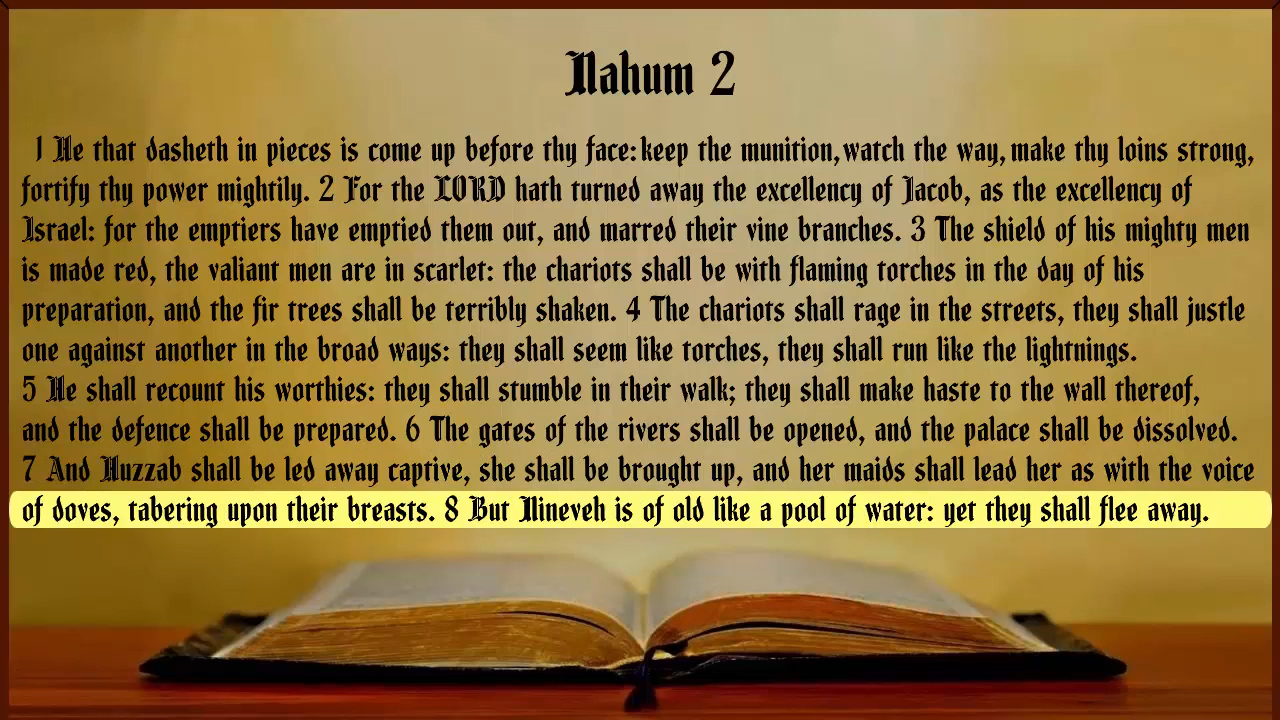 Nahum 2
1 He that dasheth in pieces is come up before thy face: keep the munition, watch the way, make thy loins strong,
fortify thy power mightily. 2 For the LORD hath turned away the excellency of Jacob, as the excellency of
Israel: for the emptiers have emptied them out, and marred their vine branches. 3 The shield of his mighty men
is made red, the valiant men are in scarlet: the chariots shall be with flaming torches in the day of his
preparation, and the fir trees shall be terribly shaken. 4 The chariots shall rage in the streets, they shall justle
one against another in the broad ways: they shall seem like torches, they shall run like the lightnings.
5 He shall recount his worthies: they shall stumble in their walk; they shall make haste to the wall thereof,
and the defence shall be prepared. 6 The gates of the rivers shall be opened, and the palace shall be dissolved.
7 And Huzzab shall be led away captive, she shall be brought up, and her maids shall lead her as with the voice
of doves, tabering upon their breasts. 8 But Nineveh is of old like a pool of water: yet they shall flee away.